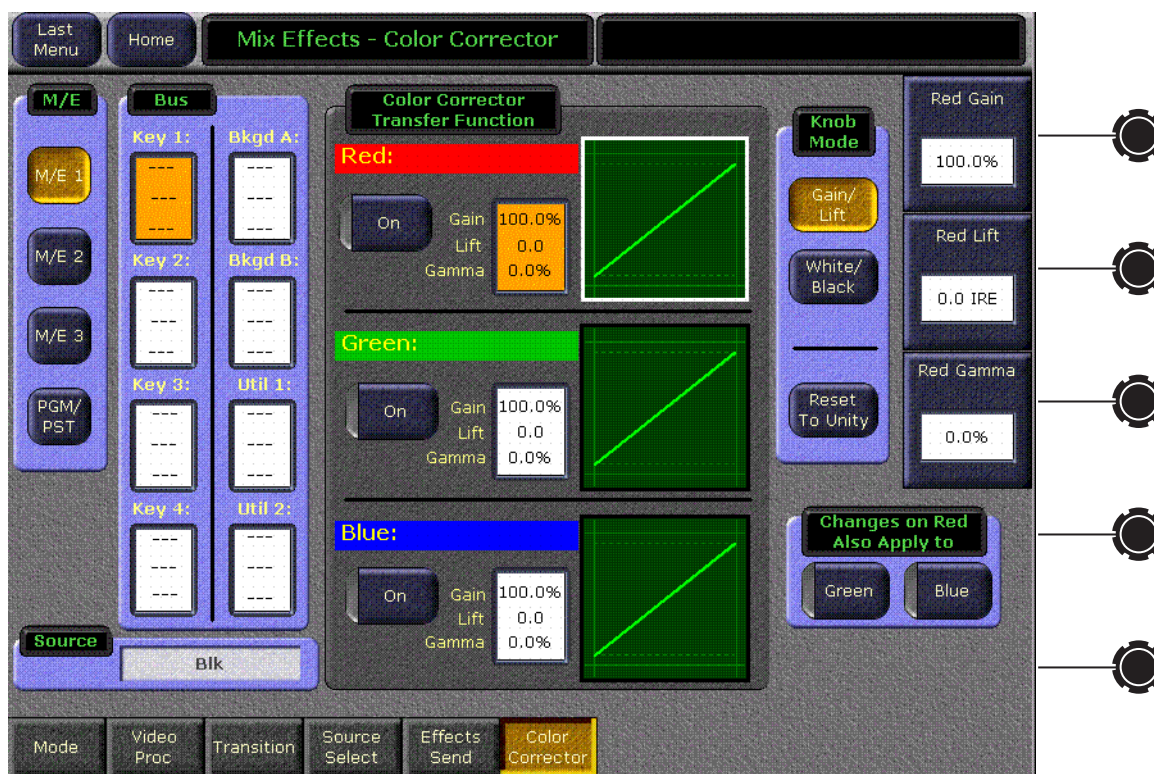 Last
Menu
Home
Mix Effects - Color Corrector
M/E
M/E 1
M/E 2
M/E 3
PGM/
PST
Bus
Key 1:
---
---
---
Bkgd A:
---
---
---
Key 2:
---
---
---
Bkgd B:
---
---
---
Key 3:
---
---
---
Util 1:
---
---
---
Key 4:
---
---
---
Util 2:
---
---
---
Source
Blk
Color Corrector
Transfer Function
Red:
On
Gain 100.0%
Lift 0.0
Gamma 0.0%
Green:
On
Gain 100.0%
Lift 0.0
Gamma 0.0%
Blue:
On
Gain 100.0%
Lift 0.0
Gamma 0.0%
Knob
Mode
Gain/
Lift
White/
Black
Reset
To Unity
Red Gain
100.0%
Red Lift
0.0 IRE
Red Gamma
0.0%
Changes on Red
Also Apply to
Green
Blue
Mode
Video
Proc
Transition
Source
Select
Effects
Send
Color
Corrector